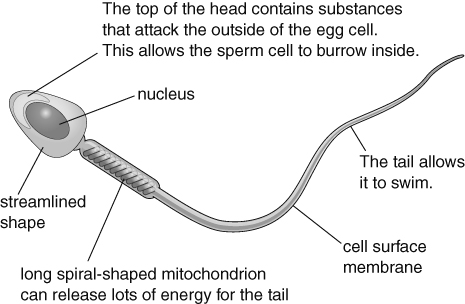 The top of the head contains substances
that attack the outside of the egg cell.
This allows the sperm cell to burrow inside.
nucleus
The tail allows
it to swim.
streamlined
shape
cell surface
membrane
long spiral-shaped mitochondrion
can release lots of energy for the tail